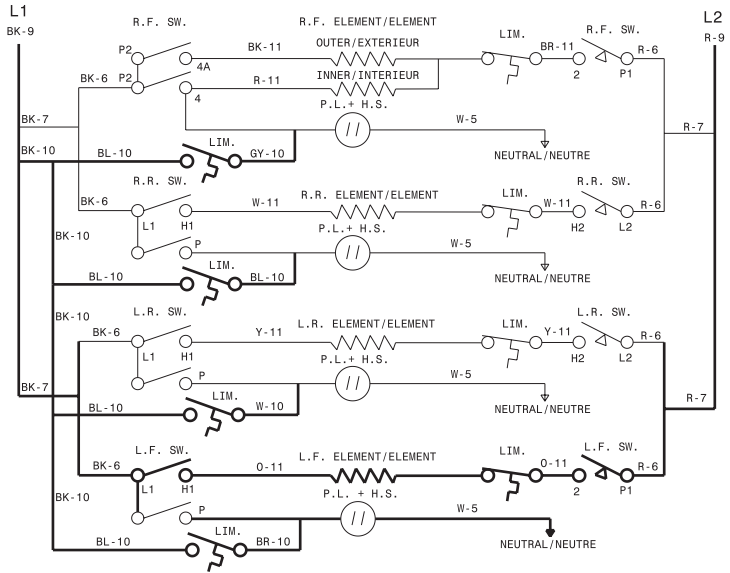 L1
L2
BK-9
R-9
R.F. SW.
R.F. ELEMENT/ELEMENT
LIM.
R.F. SW.
OUTER/EXTERIEUR
P2
BK-11
BR-11
R-6
4A
INNER/INTERIEUR
2
P1
BK-6
P2
R-11
4
P.L.+ H.S.
BK-7
W-5
R-7
LIM.
BK-10
BL-10
GY-10
NEUTRAL/NEUTRE
R.R. SW.
R.R. ELEMENT/ELEMENT
LIM.
R.R. SW.
BK-6
W-11
W-11
R-6
L1
H1
P.L.+ H.S.
H2
L2
BK-10
P
W-5
LIM.
BL-10
BL-10
NEUTRAL/NEUTRE
L.R. SW.
BK-10
L.R. ELEMENT/ELEMENT
LIM.
L.R. SW.
BK-6
Y-11
Y-11
R-6
L1
H1
P.L.+ H.S.
H2
L2
P
W-5
BK-7
LIM.
R-7
BL-10
W-10
NEUTRAL/NEUTRE
L.F. SW.
L.F. ELEMENT/ELEMENT
LIM.
L.F. SW.
BK-6
O-11
O-11
R-6
L1
H1
2
P1
BK-10
P.L. + H.S.
P
W-5
LIM.
BL-10
BR-10
NEUTRAL/NEUTRE